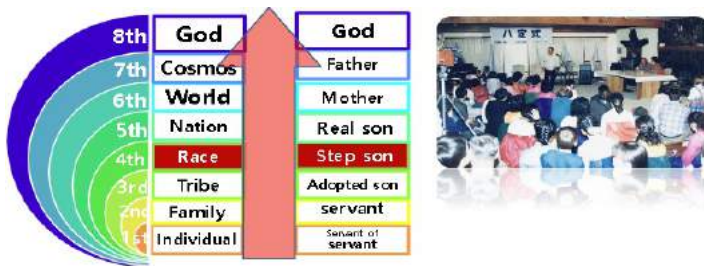 8th God God
7th Cosmos Father
6th World Mother
5th Nation Real son
4th Race Step son
3rd Tribe Adopted son
2nd Family servant
1st Individual Servant of
servant
八定式